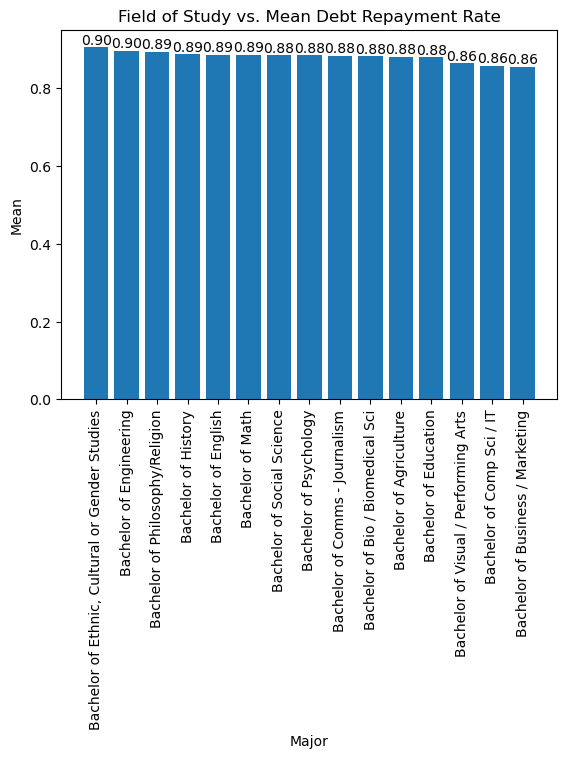 Field of Study vs. Mean Debt Repayment Rate
0.90
0.90
0.89
0.89
0.89
0.89
0.88
0.88
0.88
0.88
0.88
0.88
0.86
0.86
0.86
Mean
0.8
0.6
0.4
0.2
0.0
Bachelor of Ethnic, Cultural or Gender Studies
Bachelor of Engineering
Bachelor of Philosophy/Religion
Bachelor of History
Bachelor of English
Bachelor of Math
Bachelor of Social Science
Bachelor of Psychology
Bachelor of Comms - Journalism
Bachelor of Bio / Biomedical Sci
Bachelor of Agriculture
Bachelor of Education
Bachelor of Visual / Performing Arts
Bachelor of Comp Sci / IT
Bachelor of Business / Marketing
Major